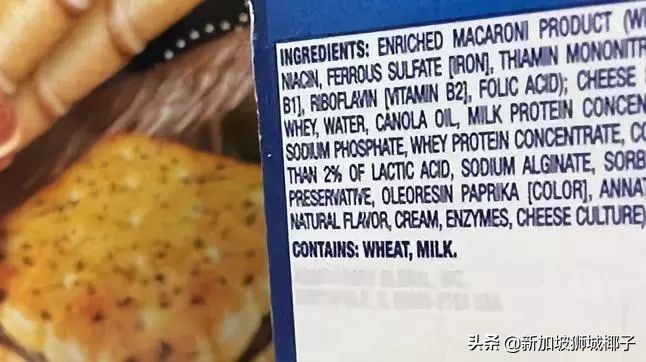 INGREDIENTS: ENRICHED MACARONI PRODUCT
NIACIN, FERROUS SULFATE [IRON], THIAMIN MONONITR
B1], RIBOFLAVIN [VITAMIN B2], FOLIC ACID); CHEESE
WHEY, WATER, CANOLA OIL, MILK PROTEIN CONCEN
SODIUM PHOSPHATE, WHEY PROTEIN CONCENTRATE,
THAN 2% OF LACTIC ACID, SODIUM ALGINATE, SORB
PRESERVATIVE, OLEORESIN PAPRIKA [COLOR], ANNAT
NATURAL FLAVOR, CREAM, ENZYMES, CHEESE CULTURE)
CONTAINS: WHEAT, MILK.
头条 @新加坡狮城椰子